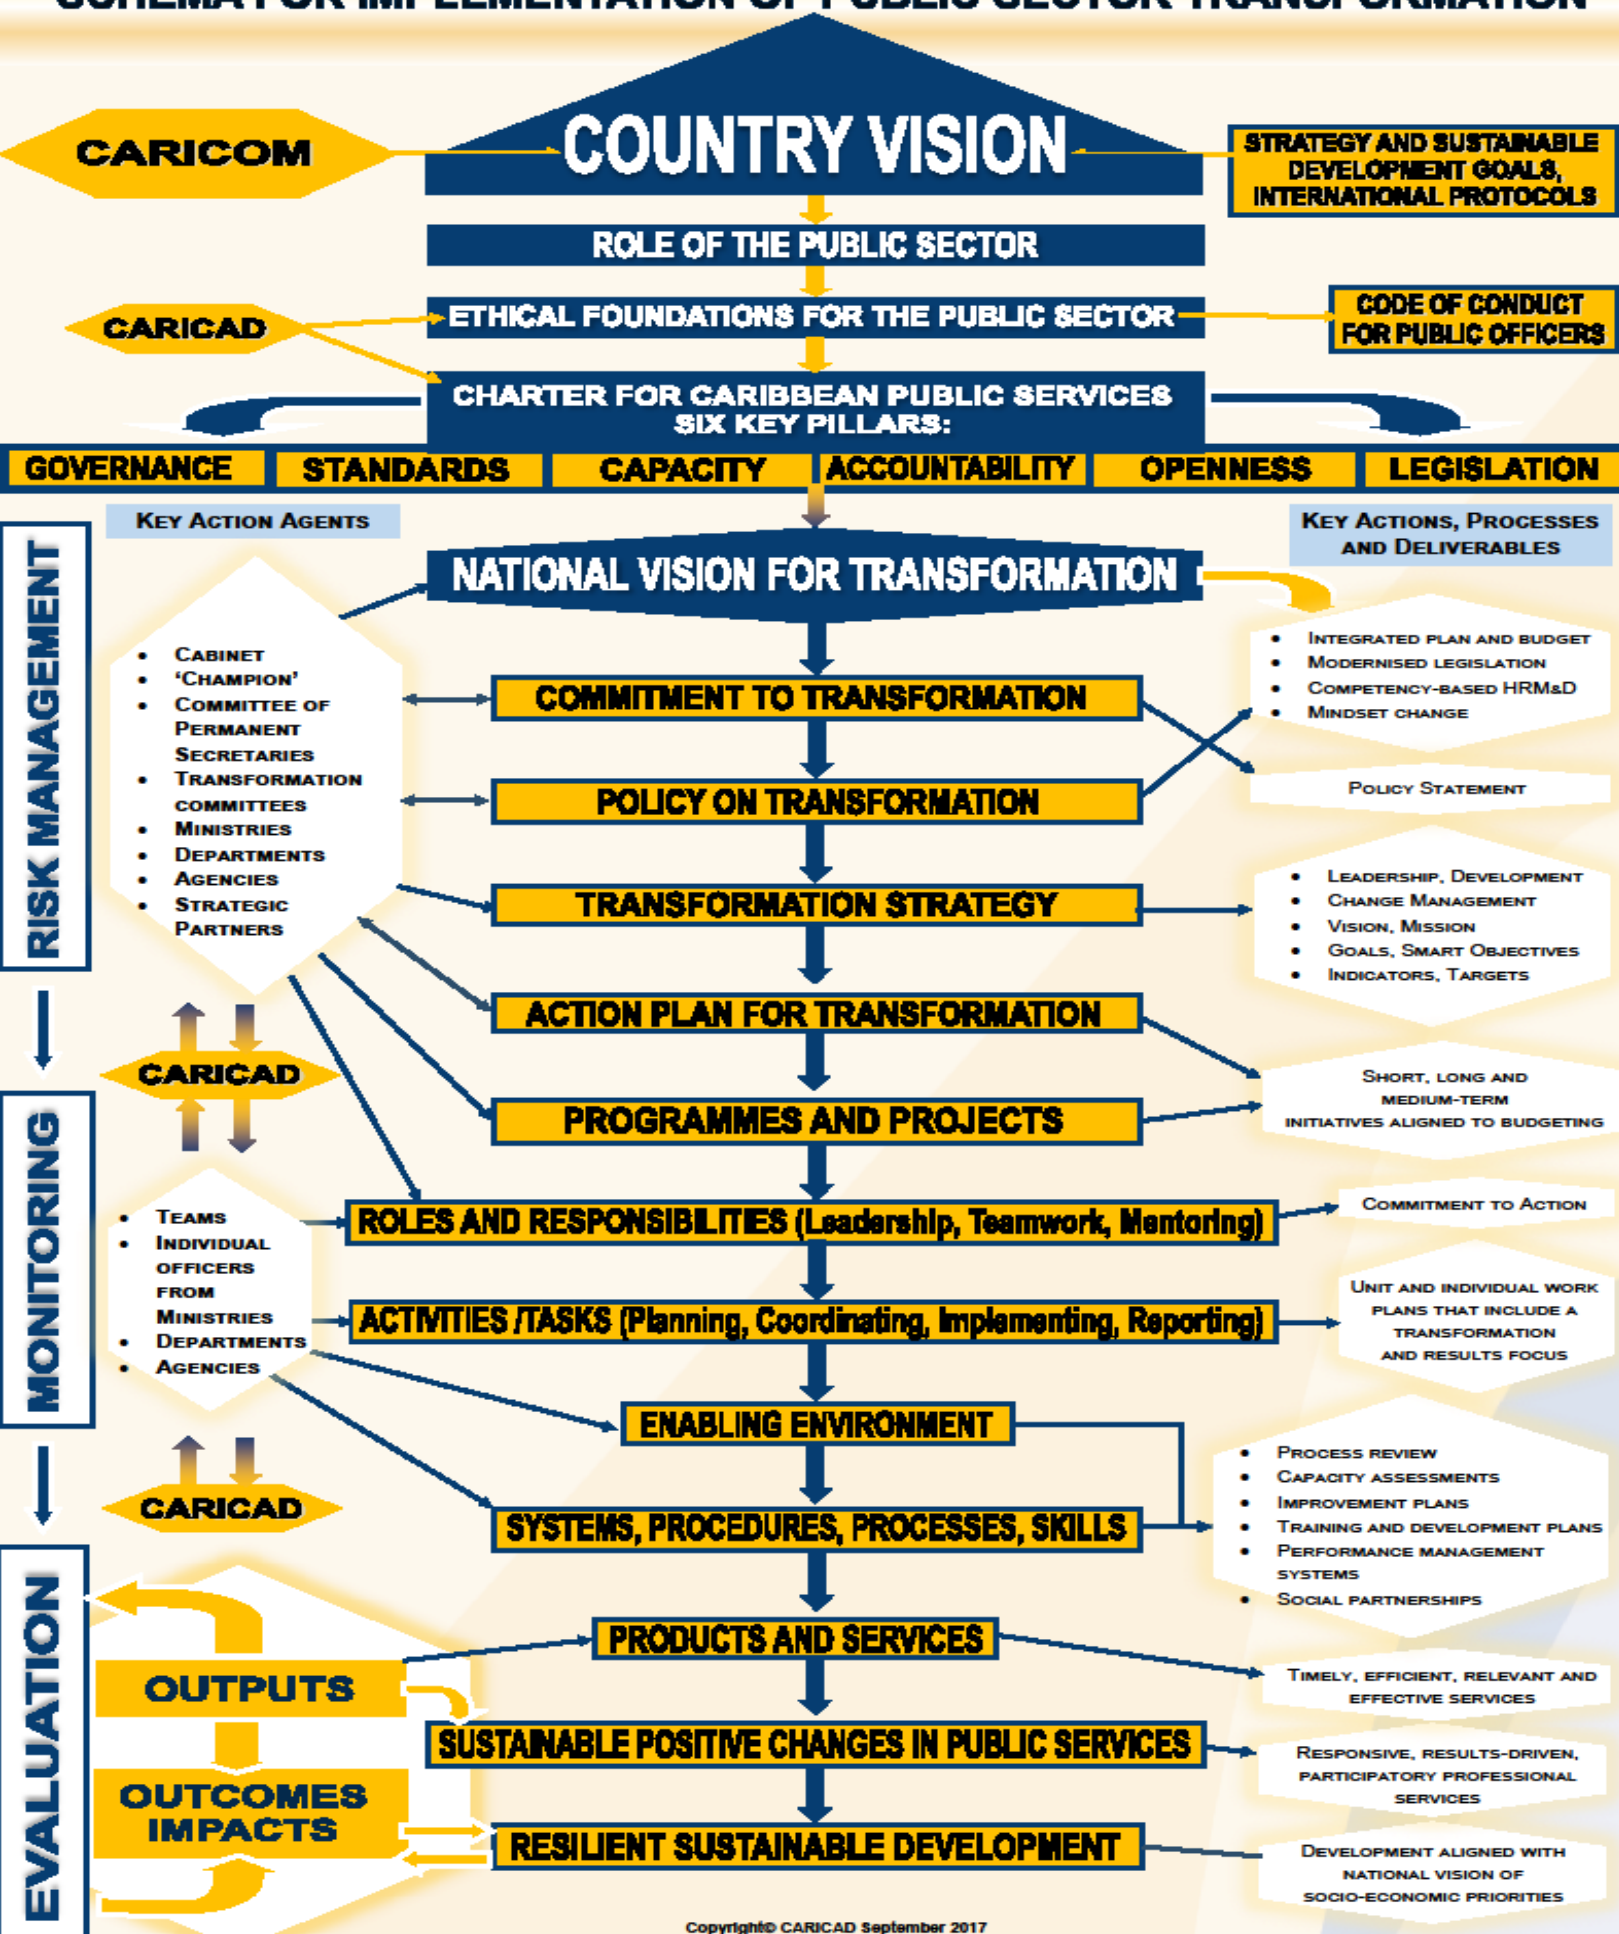 SCHEMA FOR IMPLEMENTATION OF PUBLIC SECTOR TRANSFORMATION
CARICOM
COUNTRY VISION
STRATEGY AND SUSTAINABLE
DEVELOPMENT GOALS,
INTERNATIONAL PROTOCOLS
ROLE OF THE PUBLIC SECTOR
CARICAD
ETHICAL FOUNDATIONS FOR THE PUBLIC SECTOR
CODE OF CONDUCT
FOR PUBLIC OFFICERS
CHARTER FOR CARIBBEAN PUBLIC SERVICES
SIX KEY PILLARS:
GOVERNANCE
STANDARDS
CAPACITY
ACCOUNTABILITY
OPENNESS
LEGISLATION
KEY ACTION AGENTS
KEY ACTIONS, PROCESSES
AND DELIVERABLES
RISK MANAGEMENT
NATIONAL VISION FOR TRANSFORMATION
• CABINET
• 'CHAMPION'
• COMMITTEE OF
PERMANENT
SECRETARIES
• TRANSFORMATION
COMMITTEES
• MINISTRIES
• DEPARTMENTS
• AGENCIES
• STRATEGIC
PARTNERS
• INTEGRATED PLAN AND BUDGET
• MODERNISED LEGISLATION
• COMPETENCY-BASED HRM&D
• MINDSET CHANGE
COMMITMENT TO TRANSFORMATION
POLICY STATEMENT
POLICY ON TRANSFORMATION
TRANSFORMATION STRATEGY
• LEADERSHIP, DEVELOPMENT
• CHANGE MANAGEMENT
• VISION, MISSION
• GOALS, SMART OBJECTIVES
• INDICATORS, TARGETS
ACTION PLAN FOR TRANSFORMATION
CARICAD
SHORT, LONG AND
MEDIUM-TERM
INITIATIVES ALIGNED TO BUDGETING
PROGRAMMES AND PROJECTS
MONITORING
• TEAMS
• INDIVIDUAL
OFFICERS
FROM
MINISTRIES
• DEPARTMENTS
• AGENCIES
ROLES AND RESPONSIBILITIES (Leadership, Teamwork, Mentoring)
COMMITMENT TO ACTION
ACTIVITIES /TASKS (Planning, Coordinating, Implementing, Reporting)
UNIT AND INDIVIDUAL WORK
PLANS THAT INCLUDE A
TRANSFORMATION
AND RESULTS FOCUS
ENABLING ENVIRONMENT
CARICAD
SYSTEMS, PROCEDURES, PROCESSES, SKILLS
• PROCESS REVIEW
• CAPACITY ASSESSMENTS
• IMPROVEMENT PLANS
• TRAINING AND DEVELOPMENT PLANS
• PERFORMANCE MANAGEMENT
SYSTEMS
• SOCIAL PARTNERSHIPS
EVALUATION
PRODUCTS AND SERVICES
OUTPUTS
TIMELY, EFFICIENT, RELEVANT AND
EFFECTIVE SERVICES
SUSTAINABLE POSITIVE CHANGES IN PUBLIC SERVICES
RESPONSIVE, RESULTS-DRIVEN,
PARTICIPATORY PROFESSIONAL
SERVICES
OUTCOMES
IMPACTS
RESILIENT SUSTAINABLE DEVELOPMENT
DEVELOPMENT ALIGNED WITH
NATIONAL VISION OF
SOCIO-ECONOMIC PRIORITIES
Copyright© CARICAD September 2017